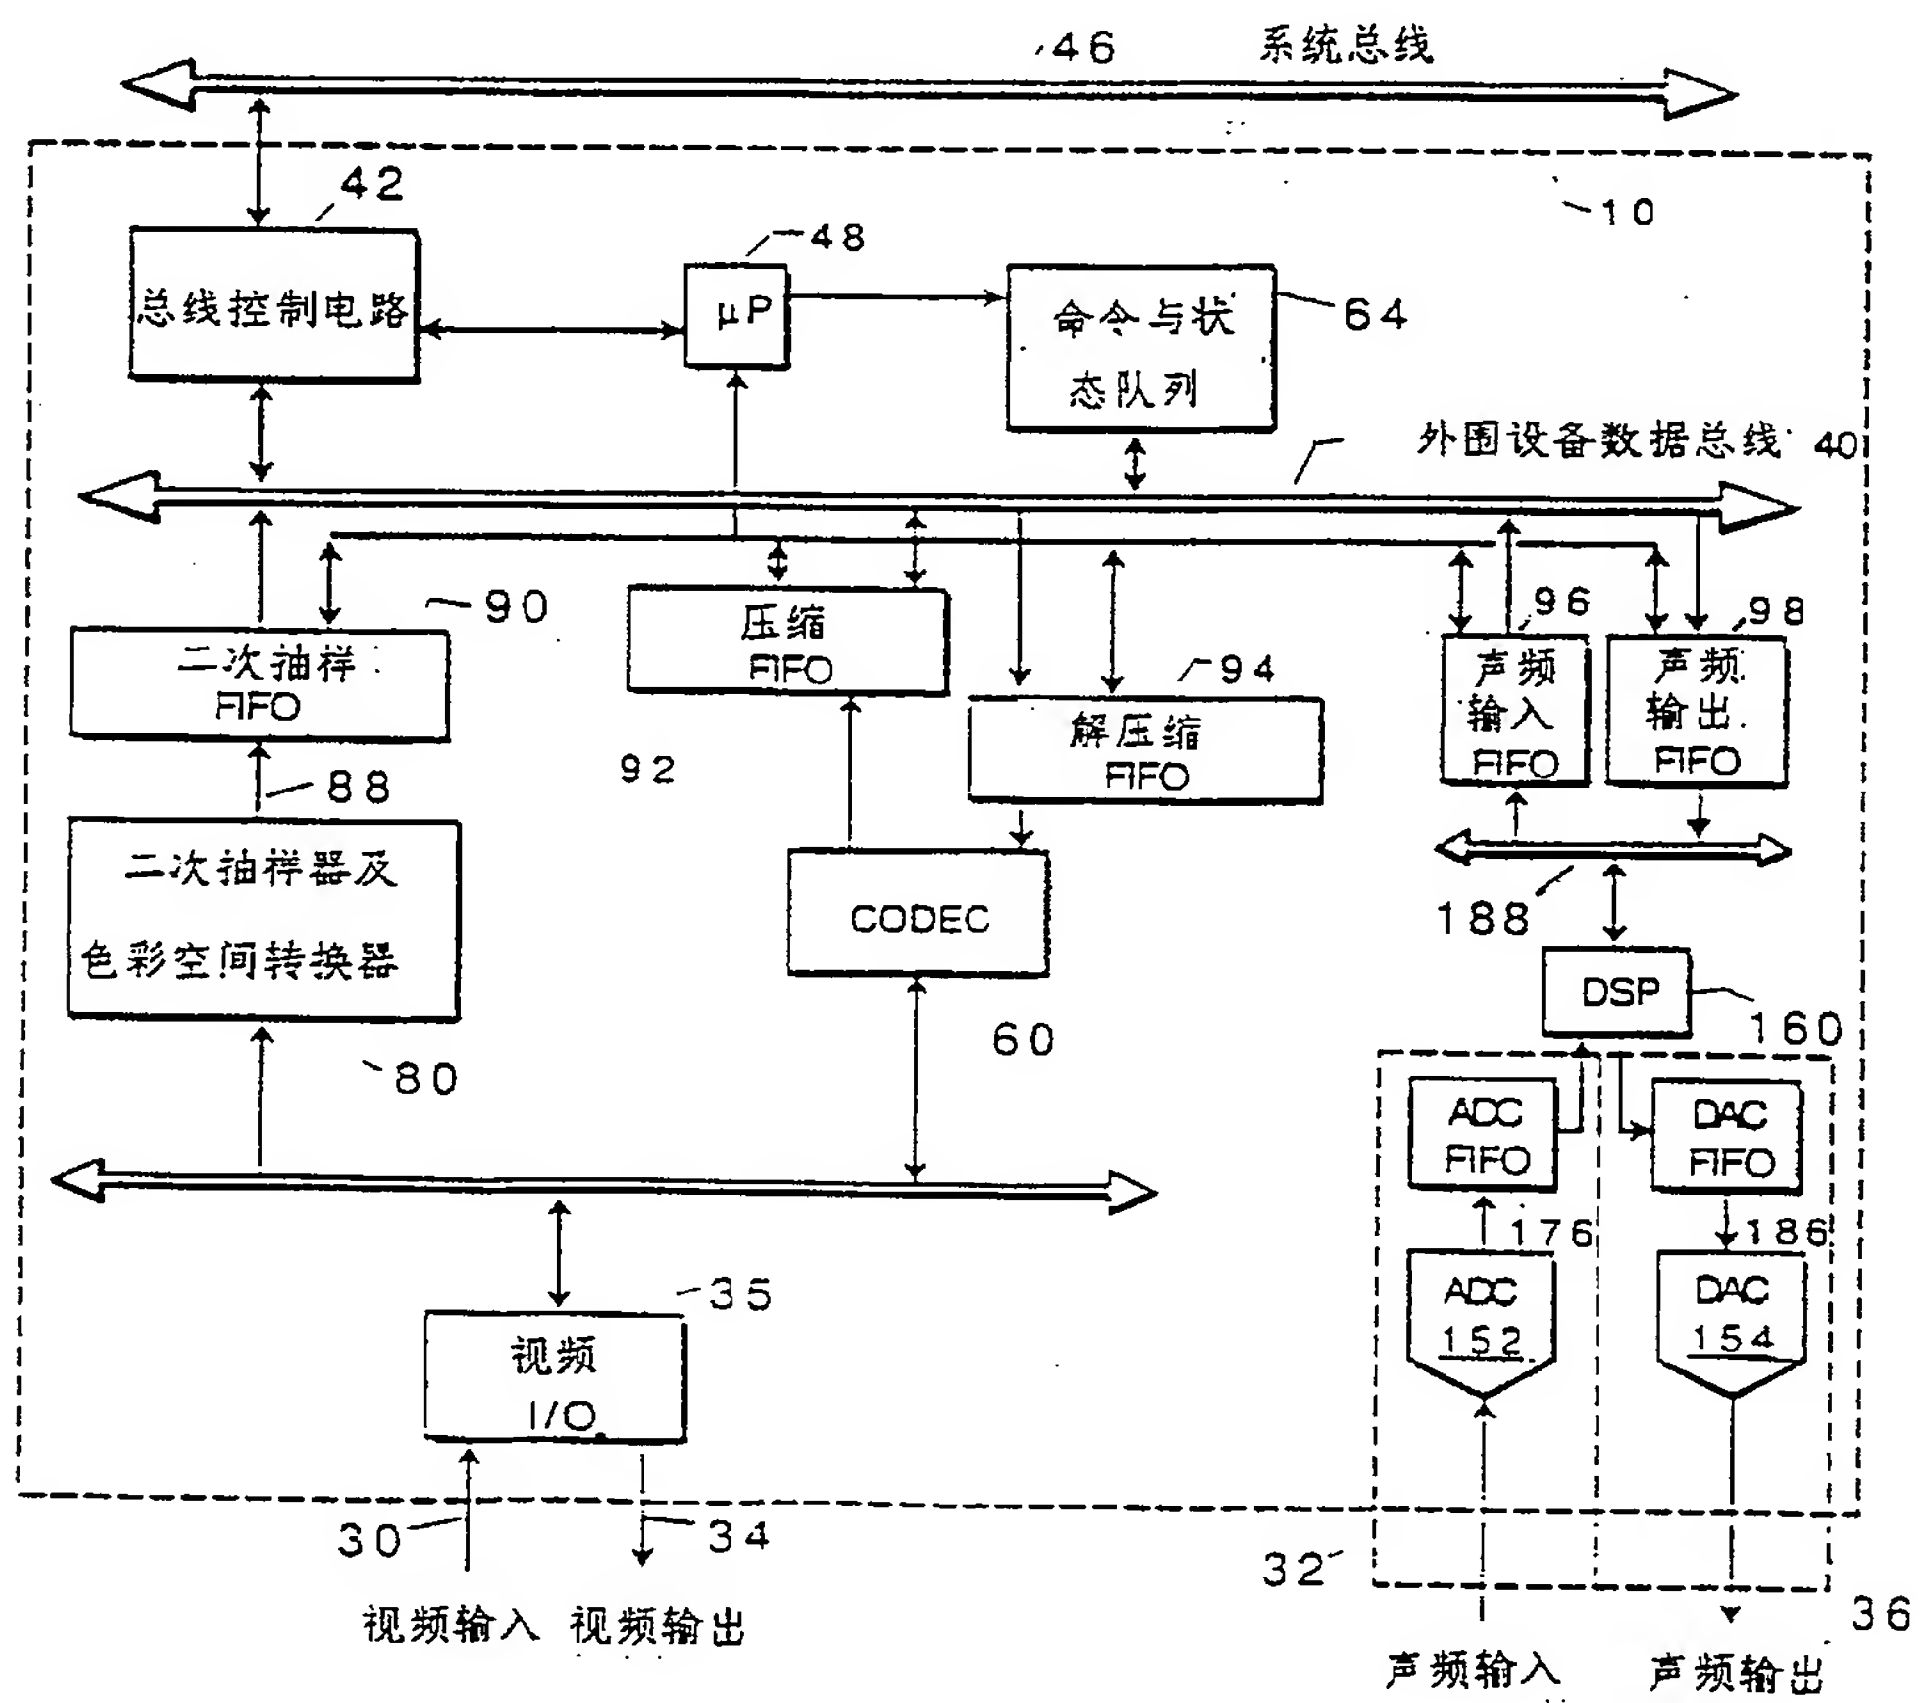 46 系统总线
42
10
48
总线控制电路
μP
命令与状
态队列
64
外围设备数据总线 40
90
96
98
压缩
FIFO
二次抽样
FIFO
94
声频
输入
FIFO
声频
输出
FIFO
解压缩
FIFO
92
88
二次抽样器及
色彩空间转换器
CODEC
188
DSP
160
60
80
ADC
FIFO
DAC
FIFO
176
186
35
ADC
152
DAC
154
视频
I/O
30
34
32
36
视频输入 视频输出
声频输入 声频输出